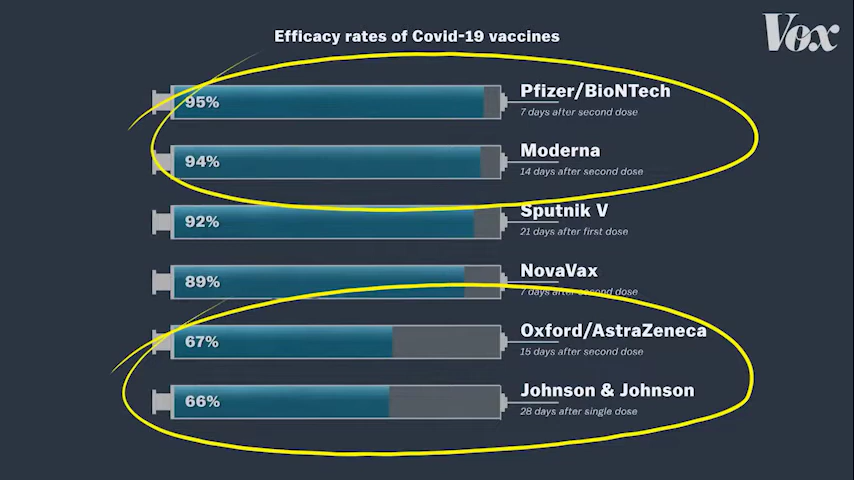 Efficacy rates of Covid-19 vaccines
Vox
95%
Pfizer/BioNTech
7 days after second dose
94%
Moderna
14 days after second dose
92%
Sputnik V
21 days after first dose
89%
NovaVax
7 days after second dose
67%
Oxford/AstraZeneca
15 days after second dose
66%
Johnson & Johnson
28 days after single dose